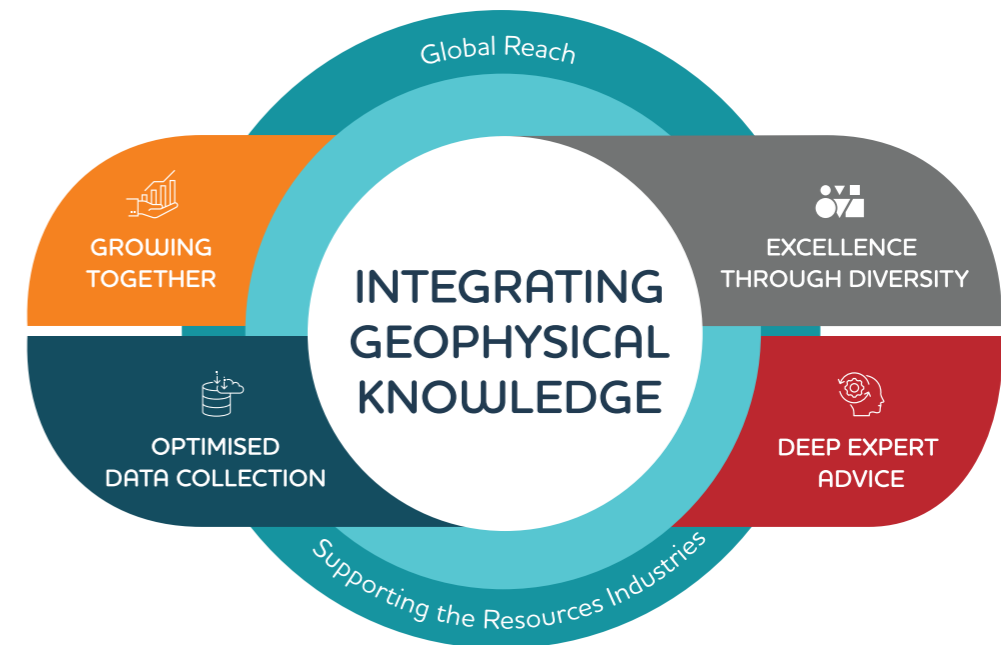 Global Reach
GROWING
TOGETHER
EXCELLENCE
THROUGH DIVERSITY
INTEGRATING
GEOPHYSICAL
KNOWLEDGE
OPTIMISED
DATA COLLECTION
DEEP EXPERT
ADVICE
Supporting the Resources Industries